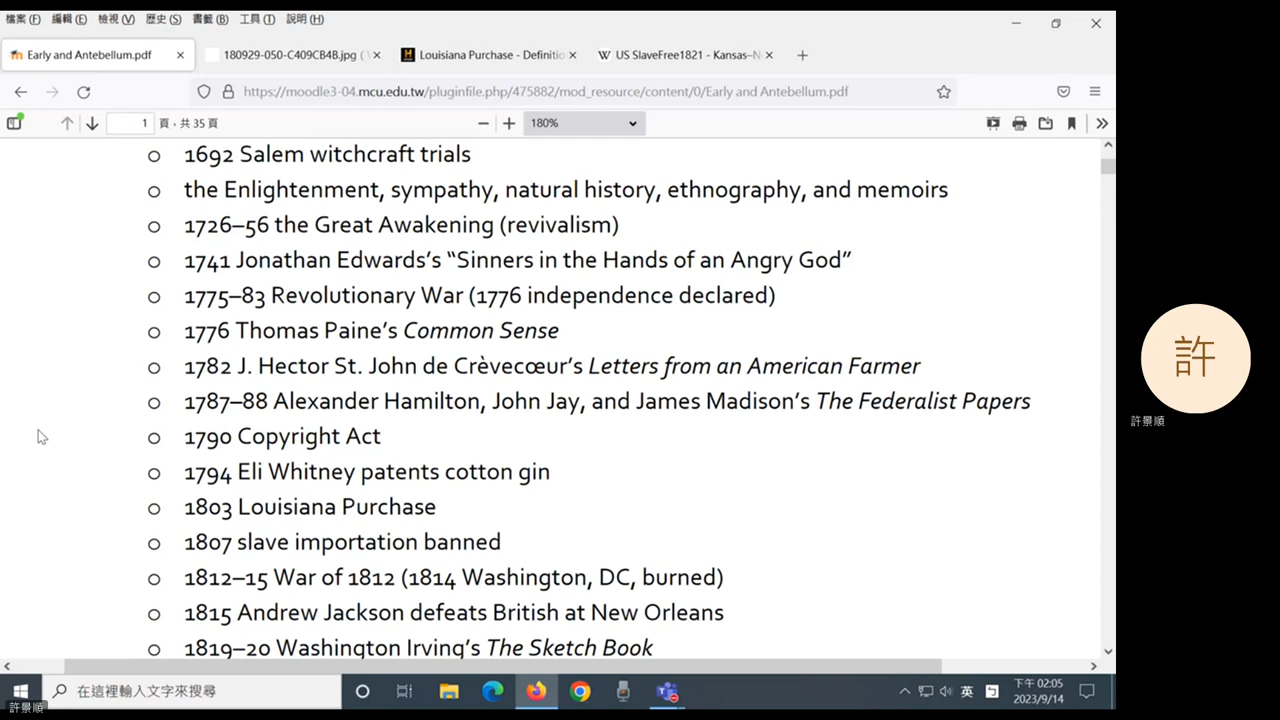 檔案(F) 編輯(E) 檢視(V) 歷史(S) 書籤(B) 工具(T) 說明(H)
Early and Antebellum.pdf 180929-050-C409CB4B.jpg ( Louisiana Purchase - Definitio US SlaveFree1821 - Kansas–N
https://moodle3-04.mcu.edu.tw/pluginfile.php/475882/mod_resource/content/0/Early and Antebellum.pdf
1 頁,共 35 頁 180%
1692 Salem witchcraft trials
the Enlightenment, sympathy, natural history, ethnography, and memoirs
1726–56 the Great Awakening (revivalism)
1741 Jonathan Edwards’s “Sinners in the Hands of an Angry God”
1775–83 Revolutionary War (1776 independence declared)
1776 Thomas Paine’s Common Sense
1782 J. Hector St. John de Crèvecœur’s Letters from an American Farmer
1787–88 Alexander Hamilton, John Jay, and James Madison’s The Federalist Papers
1790 Copyright Act
1794 Eli Whitney patents cotton gin
1803 Louisiana Purchase
1807 slave importation banned
1812–15 War of 1812 (1814 Washington, DC, burned)
1815 Andrew Jackson defeats British at New Orleans
1819–20 Washington Irving’s The Sketch Book
許
許景順
在這裡輸入文字來搜尋
英
下午 02:05
2023/9/14
許景順